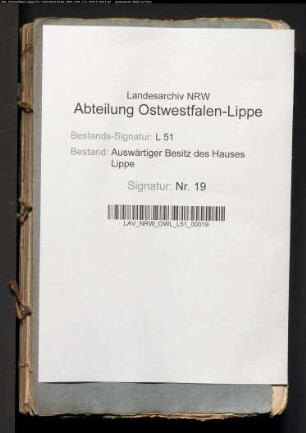 Landesarchiv NRW
Abteilung Ostwestfalen-Lippe
Bestands-Signatur: L 51
Bestand: Auswärtiger Besitz des Hauses
Lippe
Signatur: Nr. 19
LAV_NRW_OWL_L51_00019